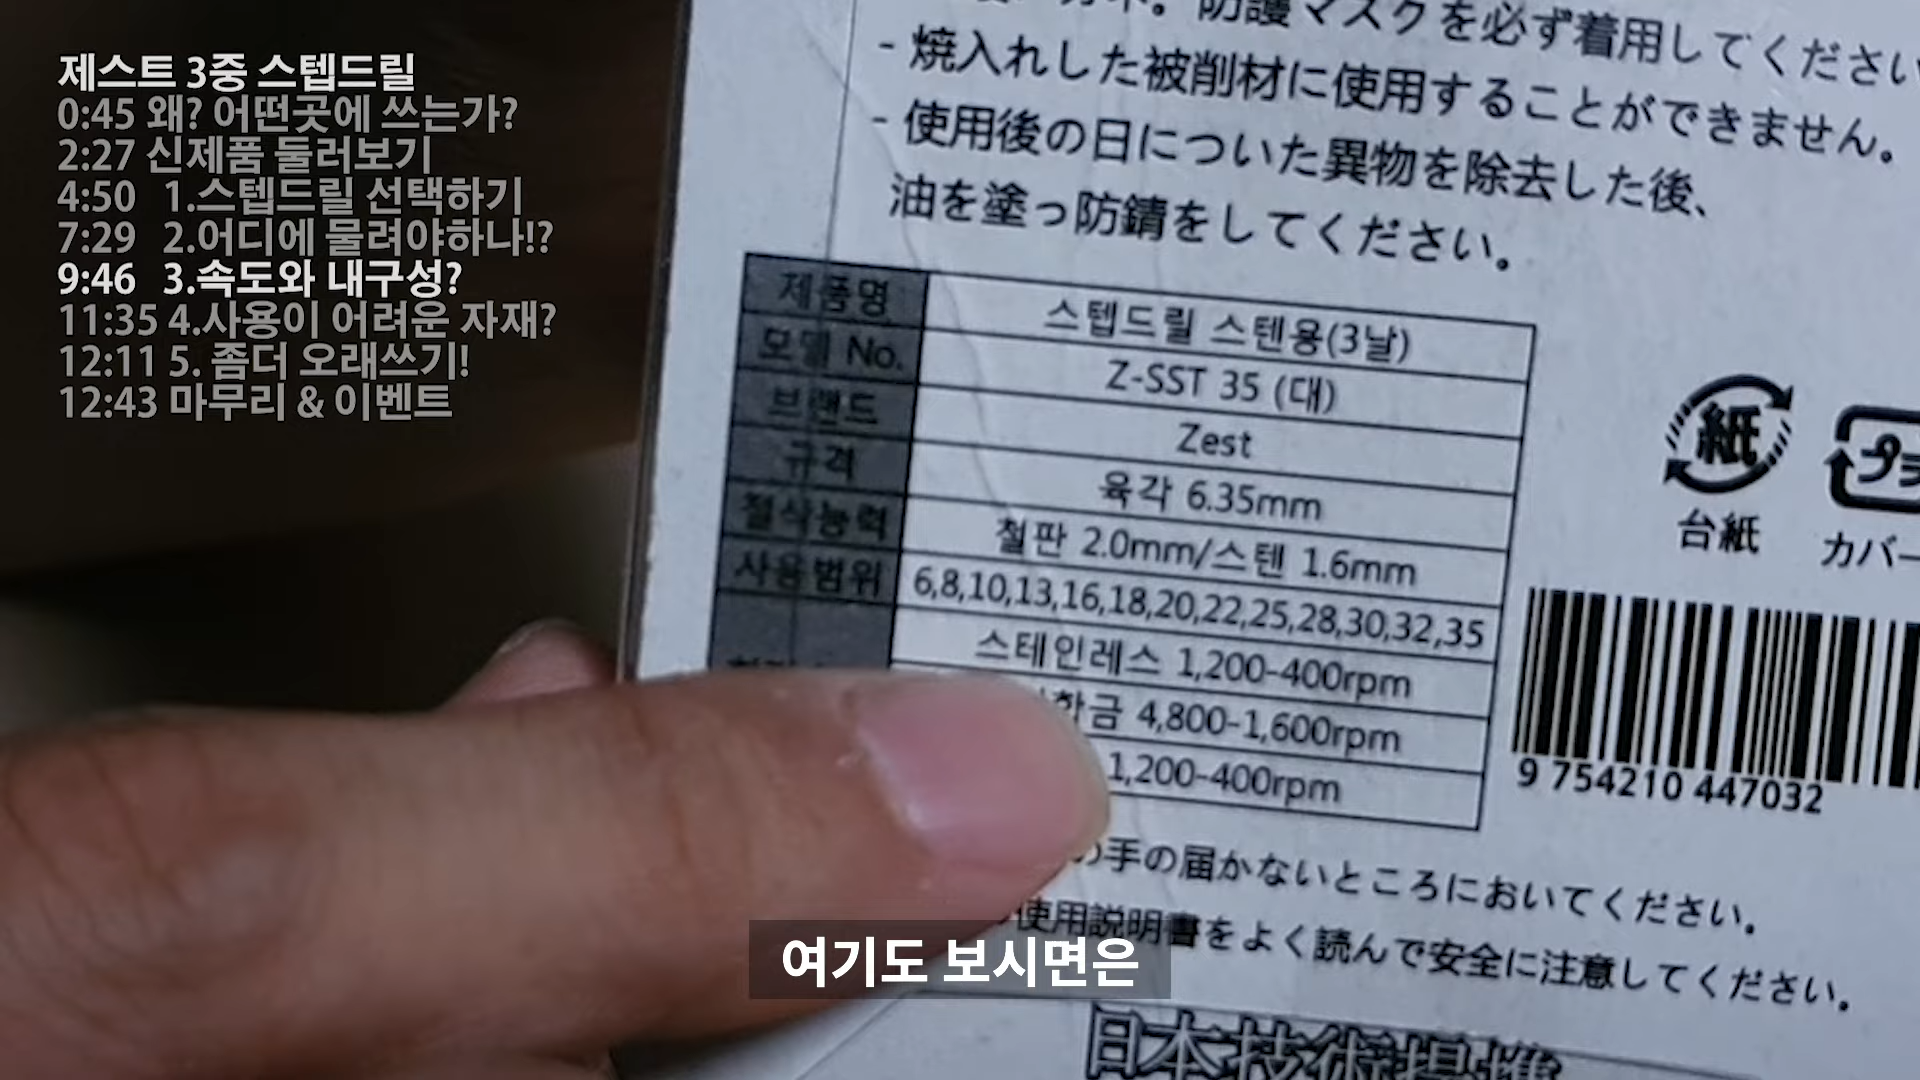 제스트 3중 스텝드릴
0:45 왜? 어떤곳에 쓰는가?
2:27 신제품 둘러보기
4:50 1.스텝드릴 선택하기
7:29 2.어디에 물려야하나!?
9:46 3.속도와 내구성?
11:35 4.사용이 어려운 자재?
12:11 5. 좀더 오래쓰기!
12:43 마무리 & 이벤트
防護マスクを必ず着用してください
- 焼入れした被削材に使用することができません。
- 使用後の日についた異物を除去した後、
油を塗っ防錆をしてください。
제품명 스텝드릴 스텐용(3날)
모델 No. Z-SST 35 (대)
브랜드 Zest
규격 육각 6.35mm
철삭능력 철판 2.0mm/스텐 1.6mm
사용범위 6,8,10,13,16,18,20,22,25,28,30,32,35
스테인레스 1,200-400rpm
합금 4,800-1,600rpm
1,200-400rpm
紙
台紙
プラ
カバー
9 754210 447032
の手の届かないところにおいてください。
使用説明書をよく読んで安全に注意してください。
여기도 보시면은
日本技術提携